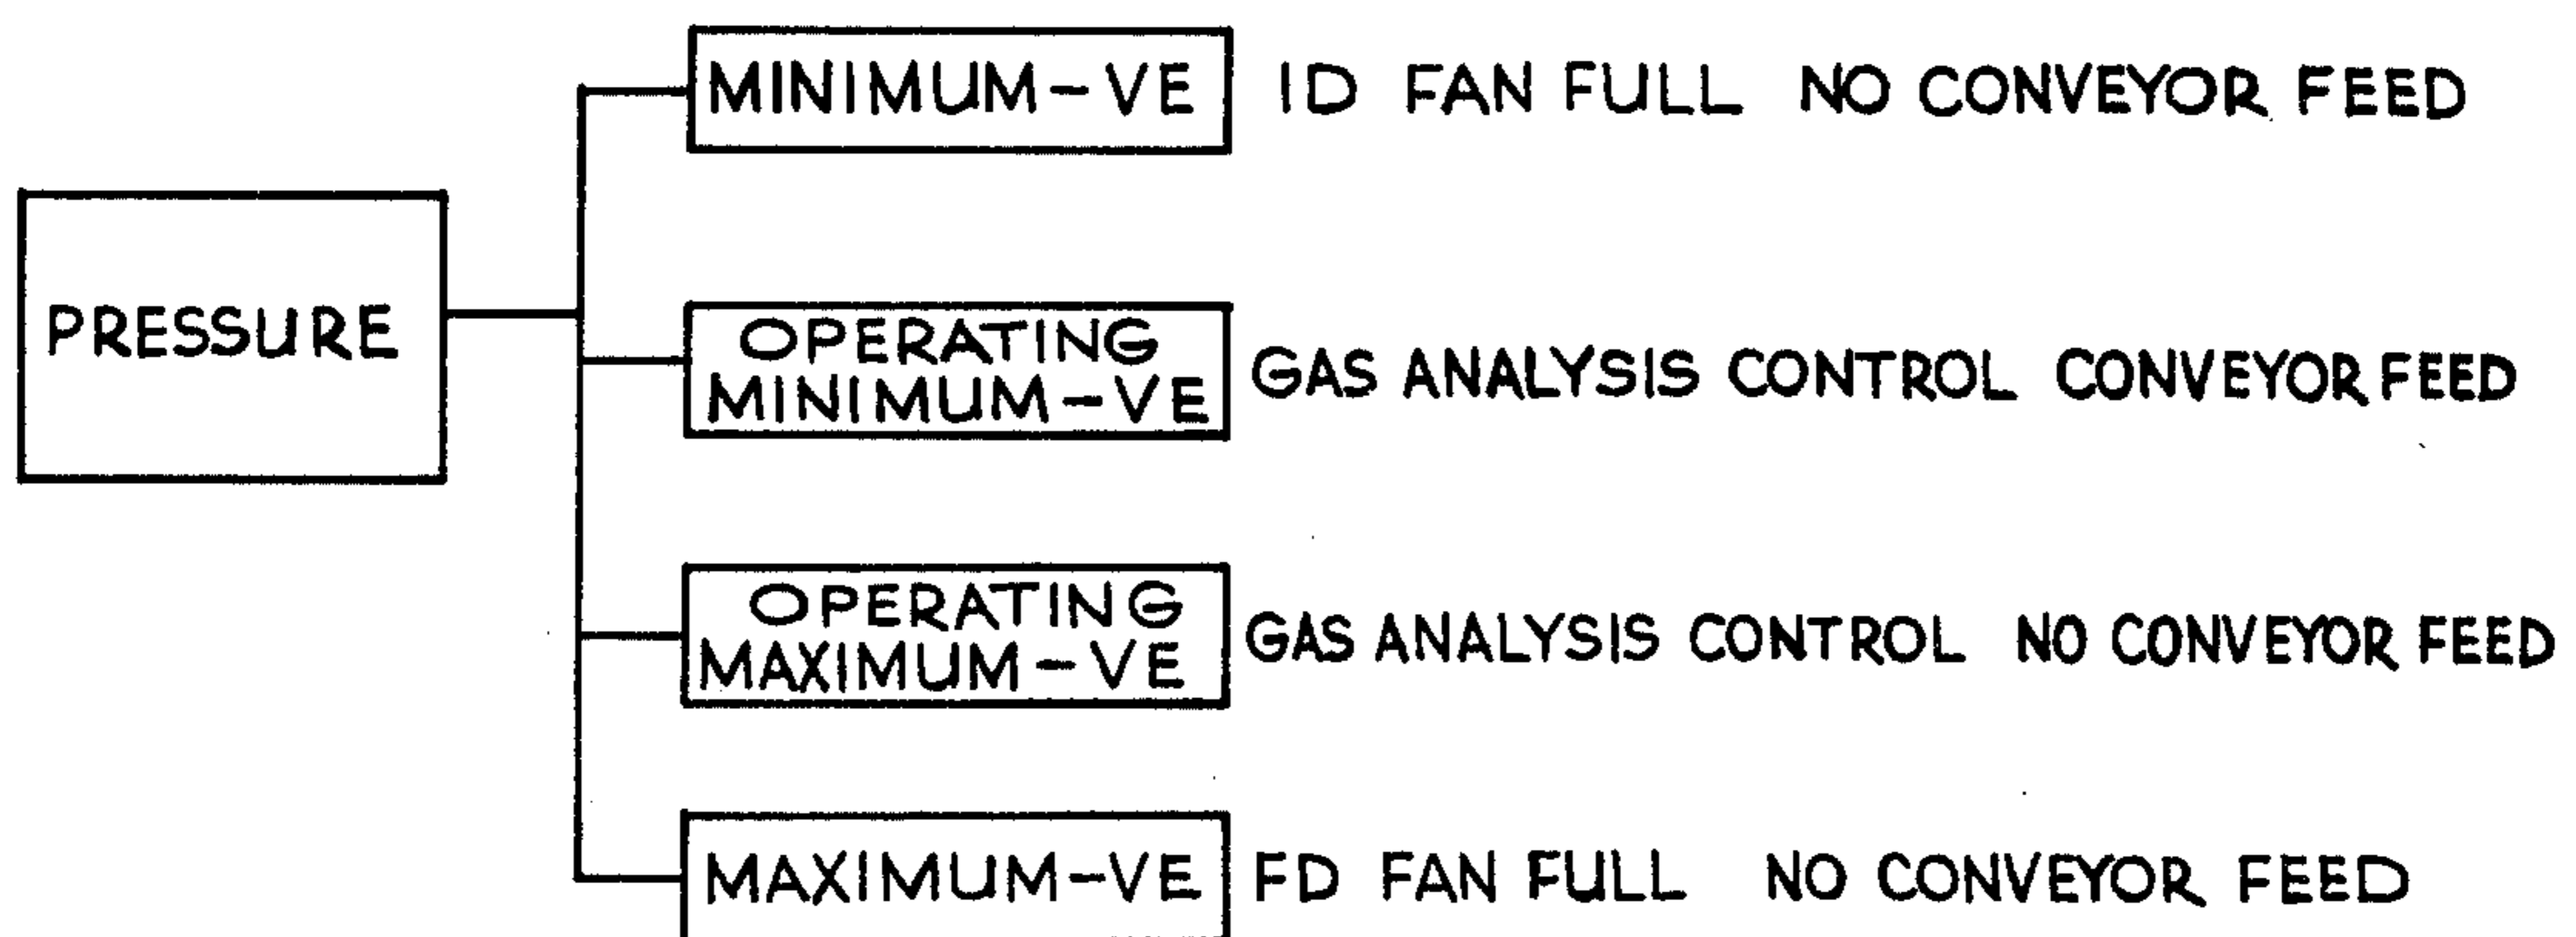 MINIMUM-VE ID FAN FULL NO CONVEYOR FEED
PRESSURE
OPERATING
MINIMUM-VE GAS ANALYSIS CONTROL CONVEYOR FEED
OPERATING
MAXIMUM-VE GAS ANALYSIS CONTROL NO CONVEYOR FEED
MAXIMUM-VE FD FAN FULL NO CONVEYOR FEED